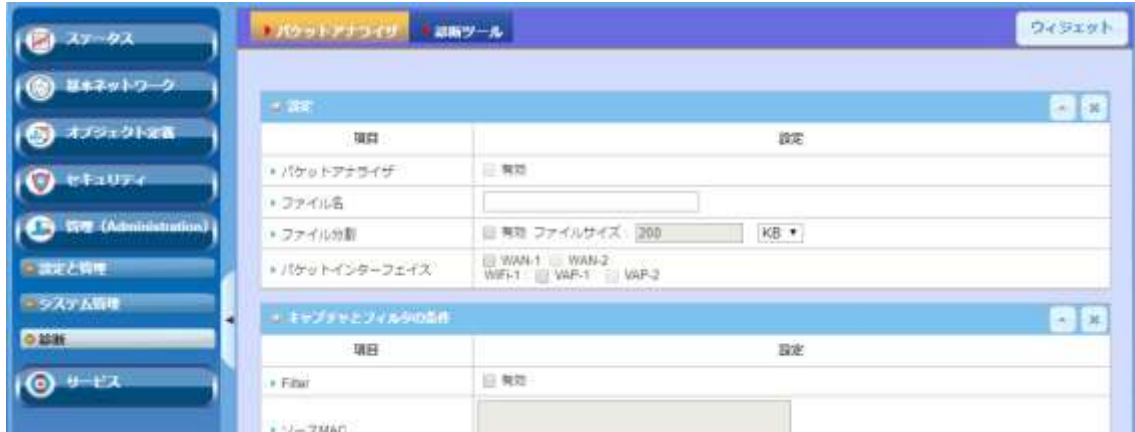 ステータス
基本ネットワーク
オブジェクト定義
セキュリティ
管理 (Administration)
設定と管理
システム管理
診断
サービス
パケットアナライザ 診断ツール ウィジェット
設定
項目 設定
パケットアナライザ 有効
ファイル名
ファイル分割 有効 ファイルサイズ : 200 KB
パケットインターフェイス WAN-1 WAN-2
WiFi-1 VAP-1 VAP-2
キャプチャとフィルタの条件
項目 設定
Filter 有効
ソースMAC